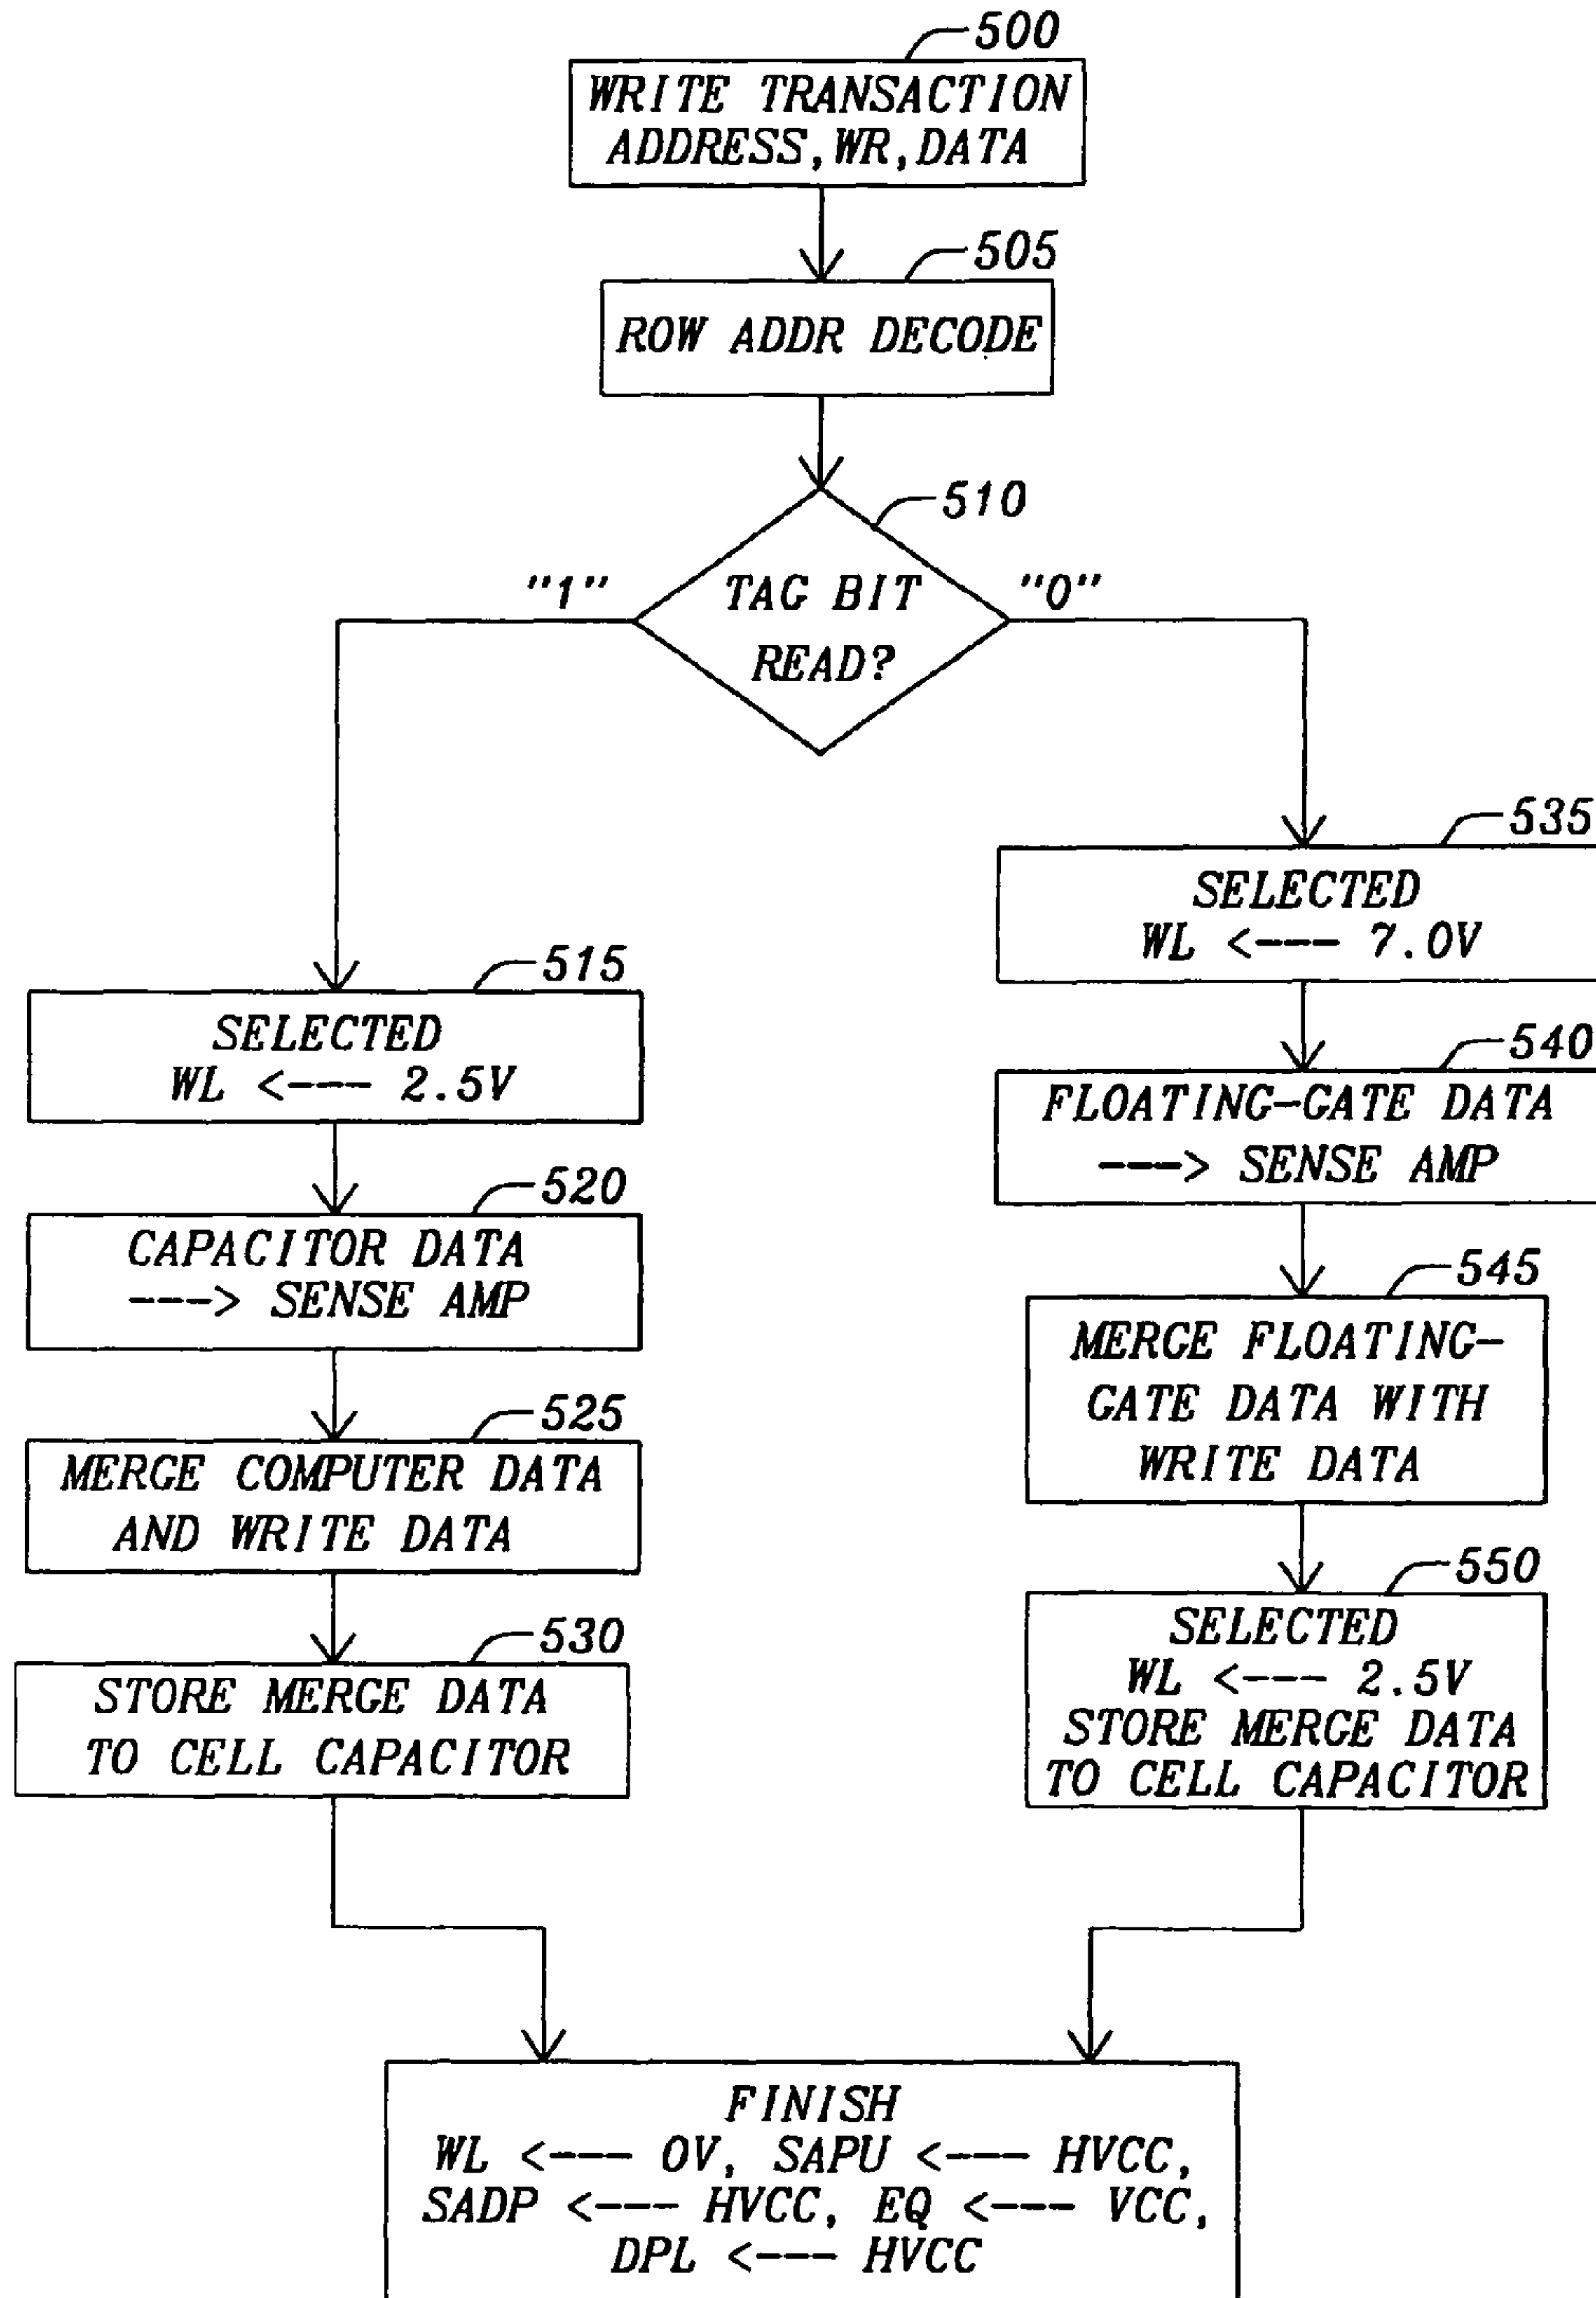 500
WRITE TRANSACTION
ADDRESS, WR, DATA
505
ROW ADDR DECODE
510
"1"
TAG BIT
READ?
"0"
515
SELECTED
WL <--- 2.5V
520
CAPACITOR DATA
---> SENSE AMP
525
MERGE COMPUTER DATA
AND WRITE DATA
530
STORE MERGE DATA
TO CELL CAPACITOR
535
SELECTED
WL <--- 7.0V
540
FLOATING-GATE DATA
---> SENSE AMP
545
MERGE FLOATING-
GATE DATA WITH
WRITE DATA
550
SELECTED
WL <--- 2.5V
STORE MERGE DATA
TO CELL CAPACITOR
FINISH
WL <--- 0V, SAPU <--- HVCC,
SADP <--- HVCC, EQ <--- VCC,
DPL <--- HVCC